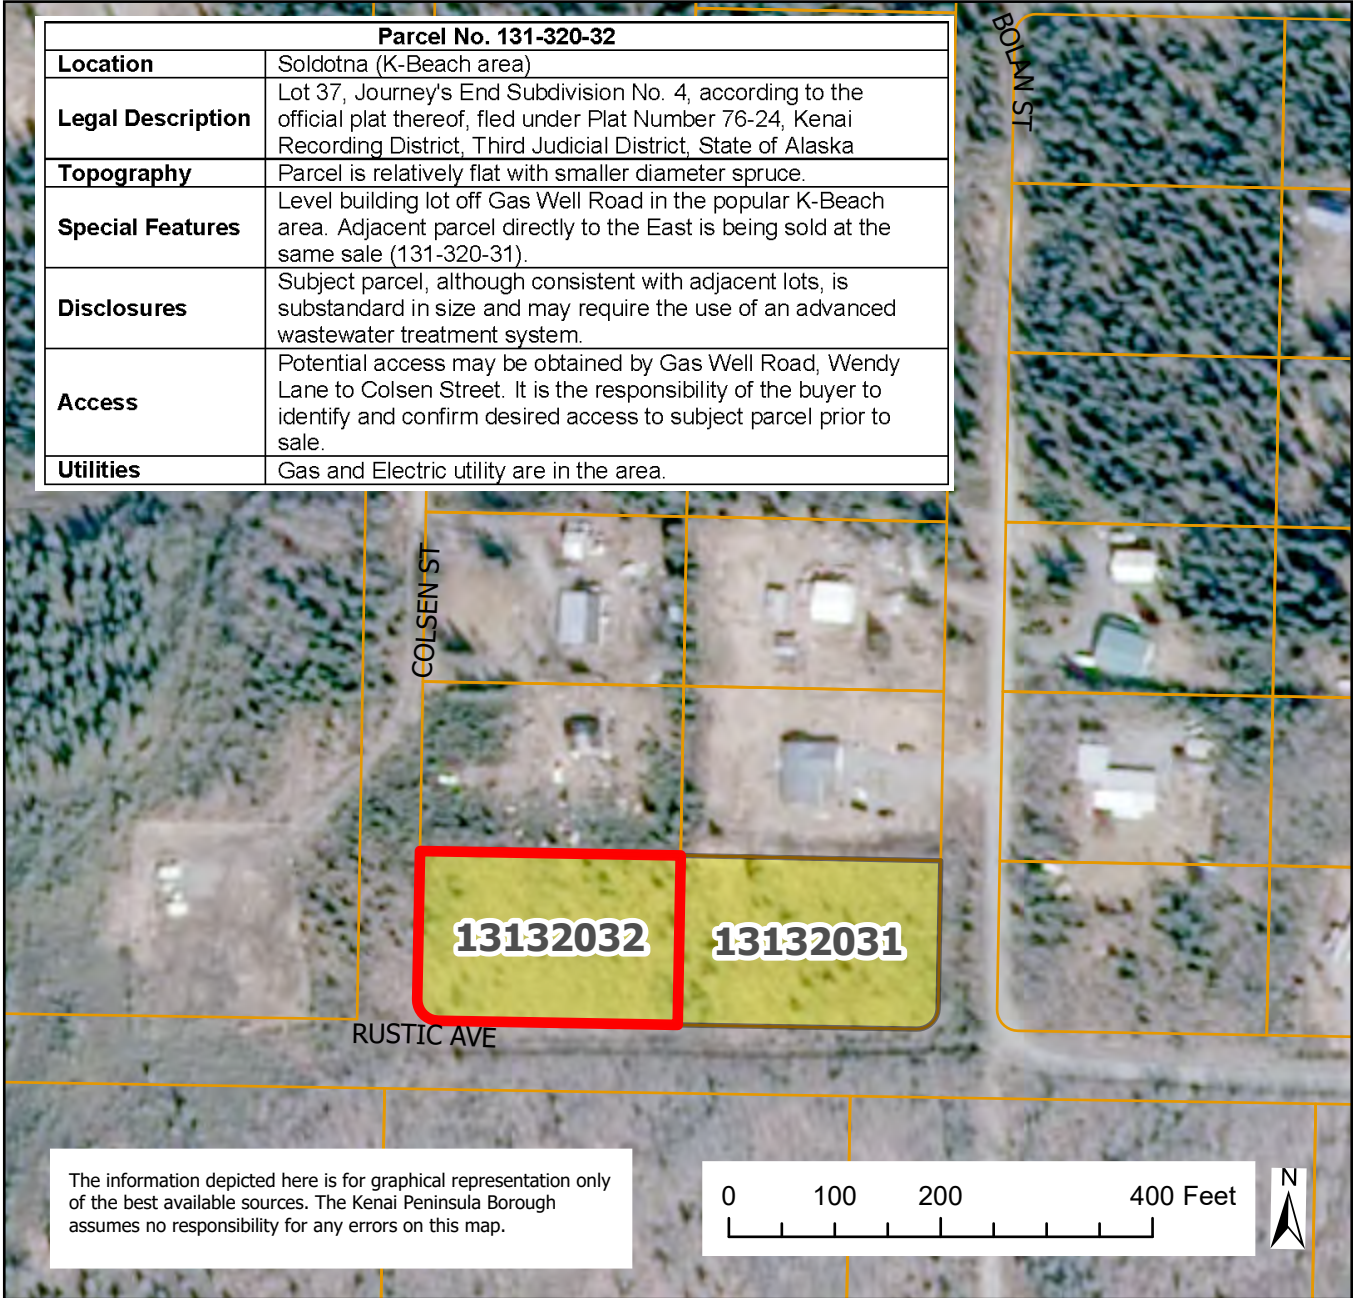 Parcel No. 131-320-32
Location
Soldotna (K-Beach area)
Legal Description
Lot 37, Journey's End Subdivision No. 4, according to the
official plat thereof, fled under Plat Number 76-24, Kenai
Recording District, Third Judicial District, State of Alaska
Topography
Parcel is relatively flat with smaller diameter spruce.
Special Features
Level building lot off Gas Well Road in the popular K-Beach
area. Adjacent parcel directly to the East is being sold at the
same sale (131-320-31).
Disclosures
Subject parcel, although consistent with adjacent lots, is
substandard in size and may require the use of an advanced
wastewater treatment system.
Access
Potential access may be obtained by Gas Well Road, Wendy
Lane to Colsen Street. It is the responsibility of the buyer to
identify and confirm desired access to subject parcel prior to
sale.
Utilities
Gas and Electric utility are in the area.
BOLAN ST
COLSEN ST
13132032
13132031
RUSTIC AVE
The information depicted here is for graphical representation only
of the best available sources. The Kenai Peninsula Borough
assumes no responsibility for any errors on this map.
0 100 200 400 Feet
N